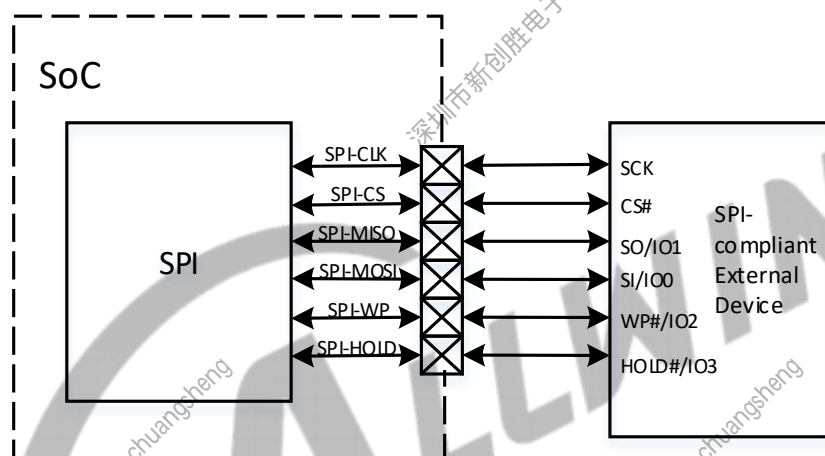 SoC
SPI
SPI-CLK
SPI-CS
SPI-MISO
SPI-MOSI
SPI-WP
SPI-HOLD
SCK
CS#
SO/IO1
SI/IO0
WP#/IO2
HOLD#/IO3
SPI-
compliant
External
Device
深圳市新创胜电子
ALLWIN
chuangsheng
chuangsheng